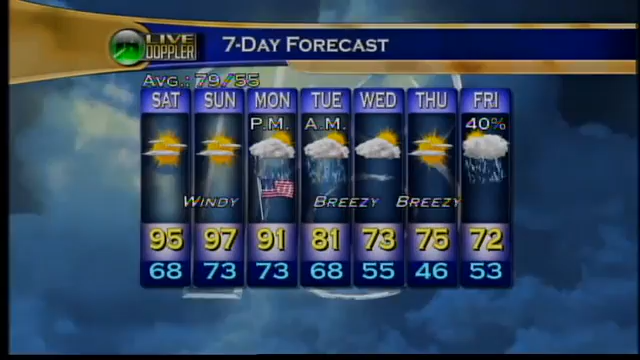 LIVE
DOPPLER
7-DAY FORECAST
AVG.: 79/55
SAT SUN MON TUE WED THU FRI
P.M. A.M. 40%
WINDY BREEZY BREEZY
95 97 91 81 73 75 72
68 73 73 68 55 46 53